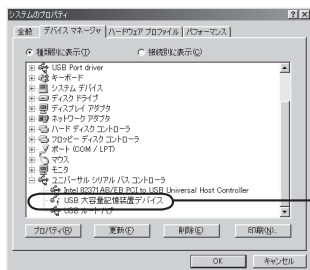 システムのプロパティ
全般 デバイス マネージャ ハードウェア プロファイル パフォーマンス
種類別に表示(T) 接続別に表示(C)
USB Port driver
キーボード
システム デバイス
ディスク ドライブ
ディスプレイ アダプタ
ネットワーク アダプタ
ハード ディスク コントローラ
フロッピー ディスク コントローラ
ポート (COM / LPT)
マウス
モニタ
ユニバーサル シリアル バス コントローラ
Intel 82371AB/EB PCI to USB Universal Host Controller
USB 大容量記憶装置デバイス
USB ルート ハブ
プロパティ(R) 更新(F) 削除(E) 印刷(N)...
OK キャンセル